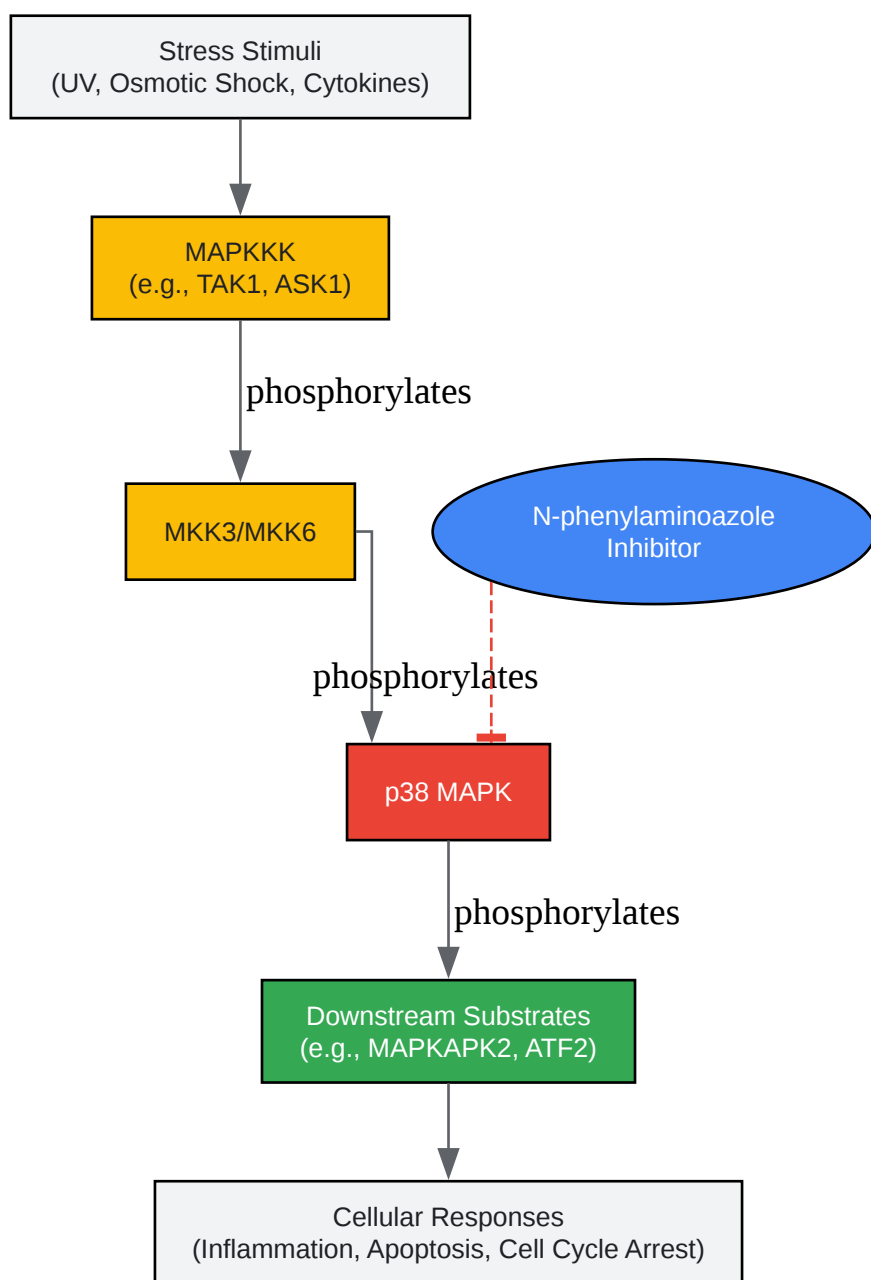 Stress Stimuli
(UV, Osmotic Shock, Cytokines)
MAPKKK
(e.g., TAK1, ASK1)
phosphorylates
MKK3/MKK6
N-phenylaminoazole
Inhibitor
phosphorylates
p38 MAPK
phosphorylates
Downstream Substrates
(e.g., MAPKAPK2, ATF2)
Cellular Responses
(Inflammation, Apoptosis, Cell Cycle Arrest)